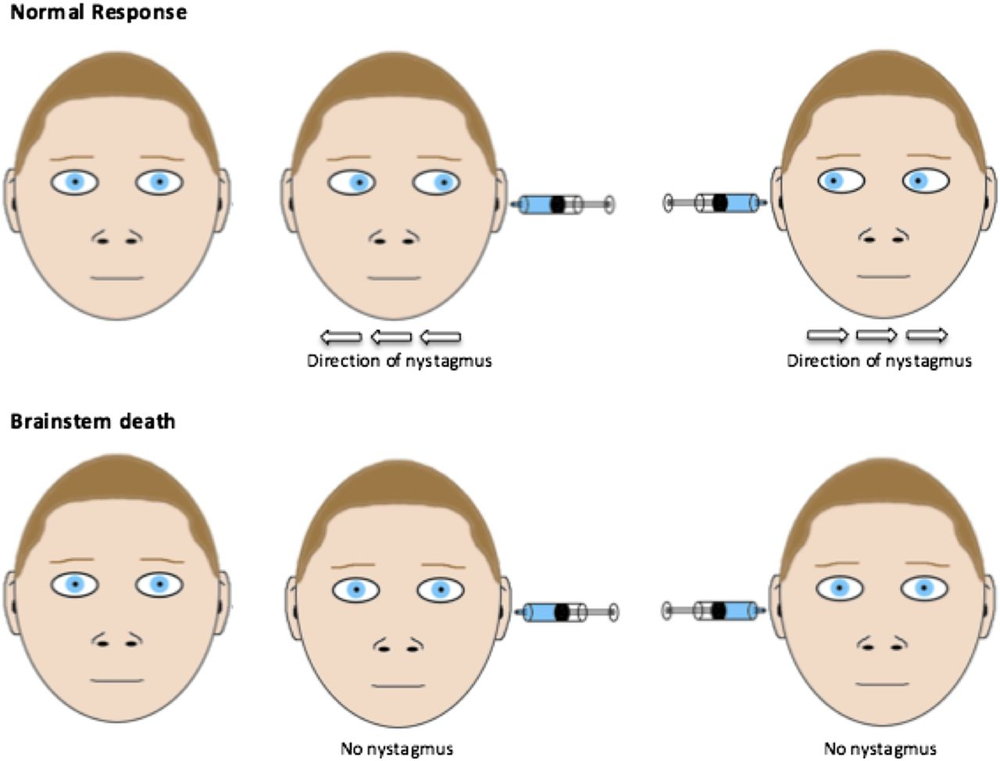 Normal Response
Direction of nystagmus
Direction of nystagmus
Brainstem death
No nystagmus
No nystagmus